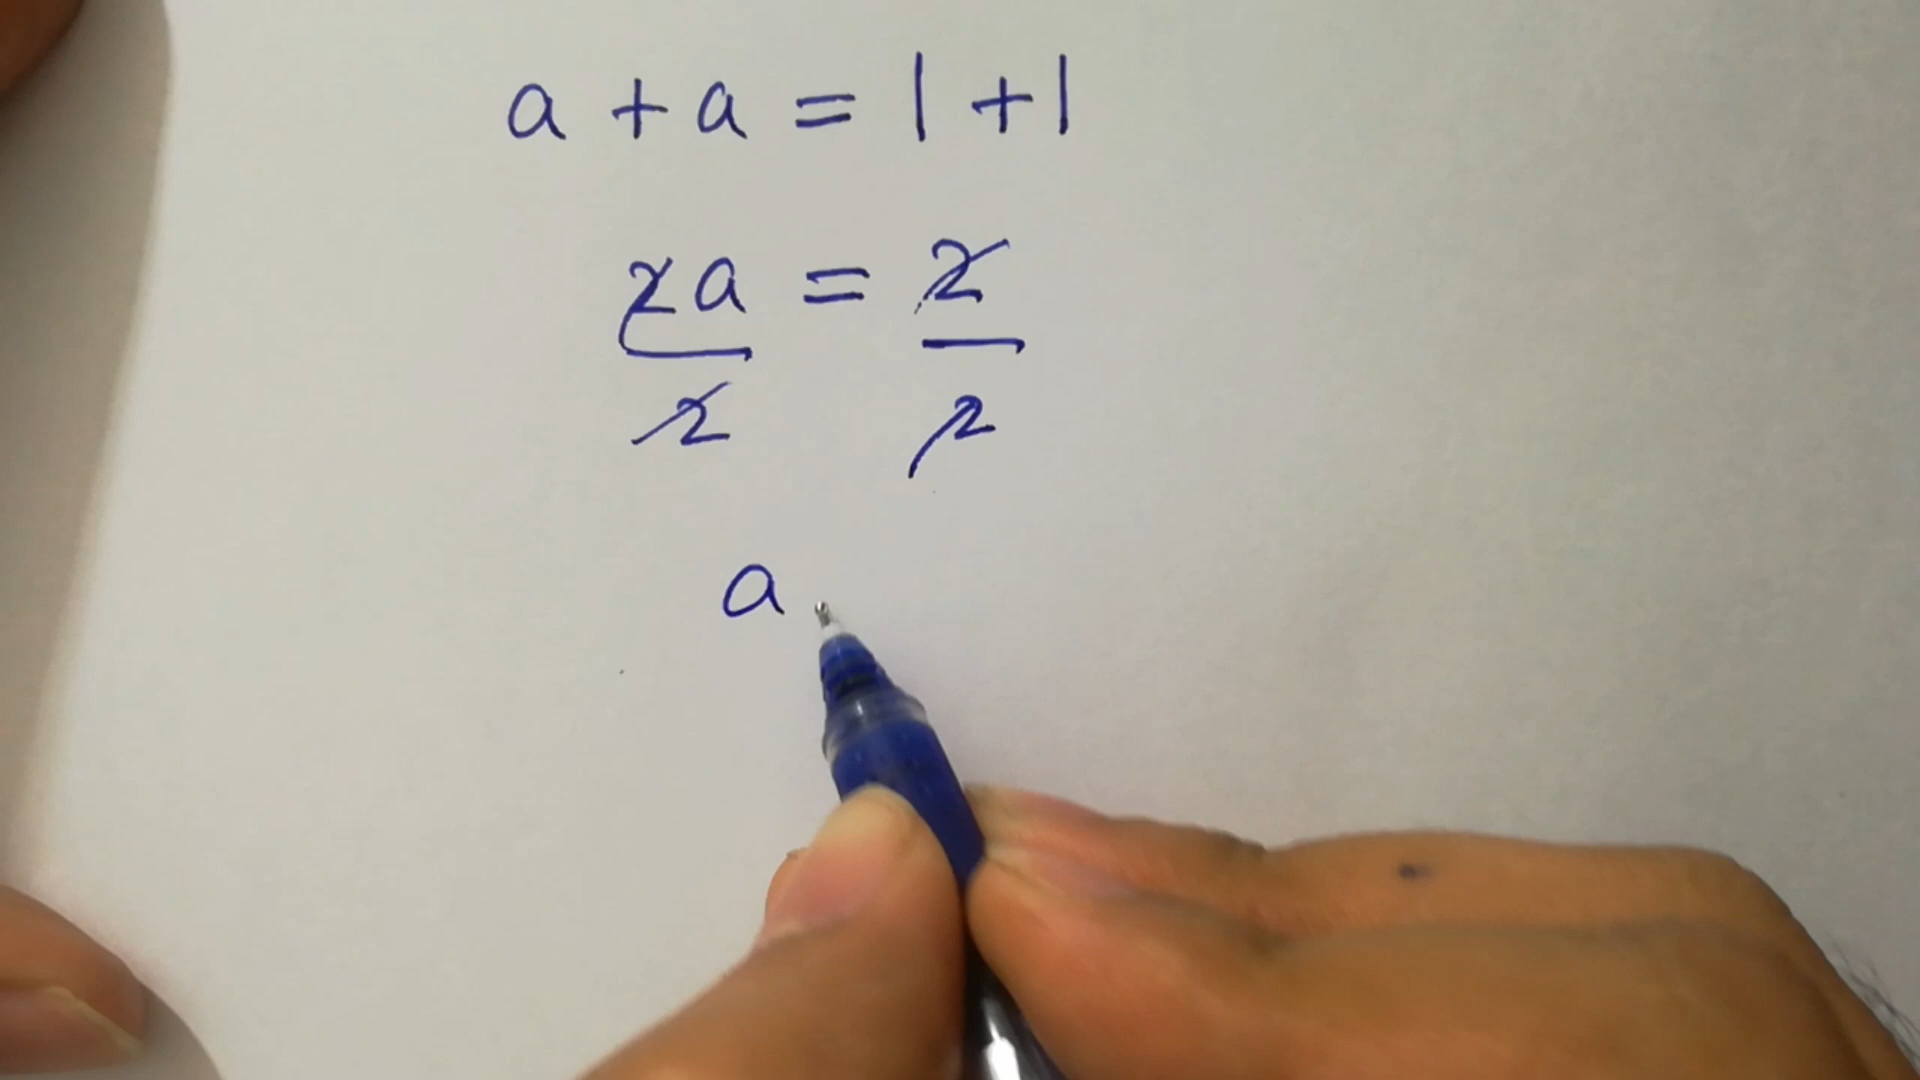 a + a = 1 + 1
2a = 2
2 2
a